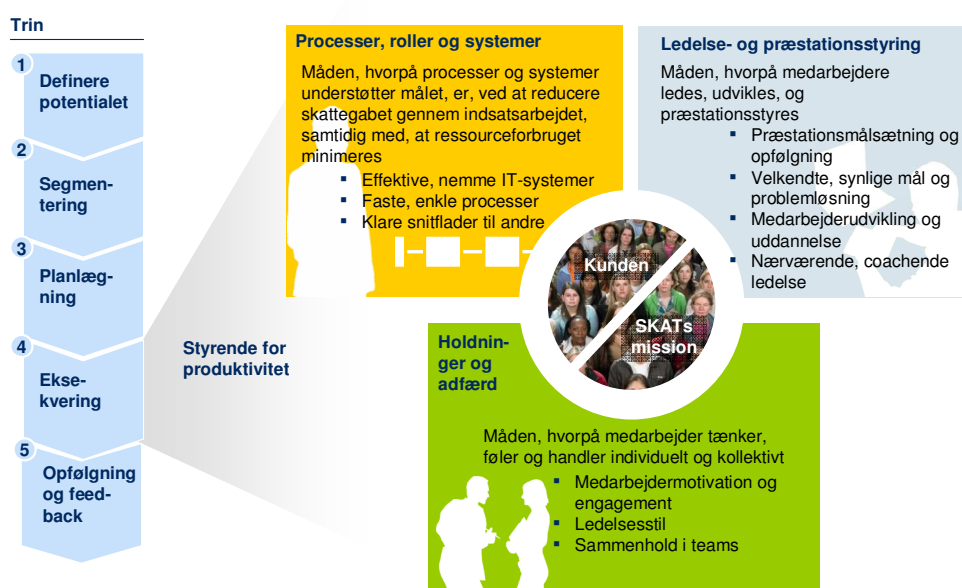 Trin
1
Definere
potentialet
2
Segmen-
tering
3
Planlæg-
ning
4
Ekse-
kvering
5
Opfølgning
og feed-
back
Styrende for
produktivitet
Processer, roller og systemer
Måden, hvorpå processer og systemer
understøtter målet, er, ved at reducere
skattegabet gennem indsatsarbejdet,
samtidig med, at ressourceforbruget
minimeres
▪ Effektive, nemme IT-systemer
▪ Faste, enkle processer
▪ Klare snitflader til andre
Ledelse- og præstationsstyring
Måden, hvorpå medarbejdere
ledes, udvikles, og
præstationsstyres
▪ Præstationsmålsætning og
opfølgning
▪ Velkendte, synlige mål og
problemløsning
▪ Medarbejderudvikling og
uddannelse
▪ Nærværende, coachende
ledelse
Kunden
SKATs
mission
Holdnin-
ger og
adfærd
Måden, hvorpå medarbejder tænker,
føler og handler individuelt og kollektivt
▪ Medarbejdermotivation og
engagement
▪ Ledelsesstil
▪ Sammenhold i teams